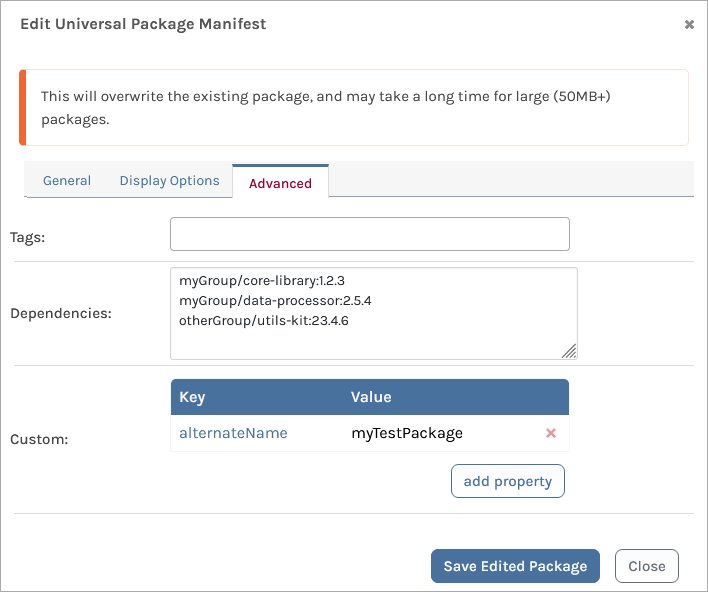 Edit Universal Package Manifest
This will overwrite the existing package, and may take a long time for large (50MB+)
packages.
General Display Options Advanced
Tags:
Dependencies:
myGroup/core-library:1.2.3
myGroup/data-processor:2.5.4
otherGroup/utils-kit:23.4.6
Custom:
Key Value
alternateName myTestPackage
add property
Save Edited Package Close